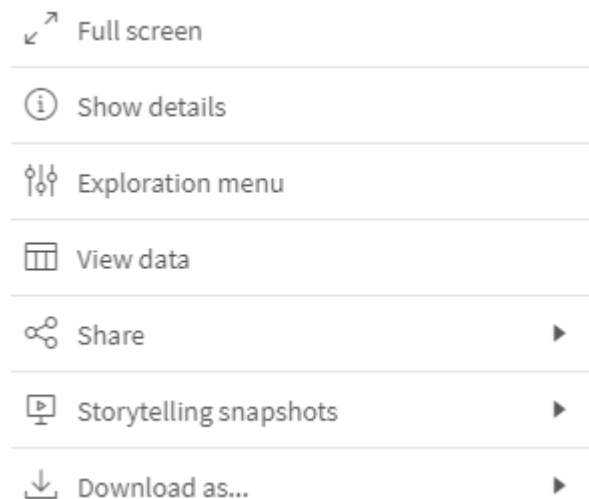 Full screen
Show details
Exploration menu
View data
Share
Storytelling snapshots
Download as...